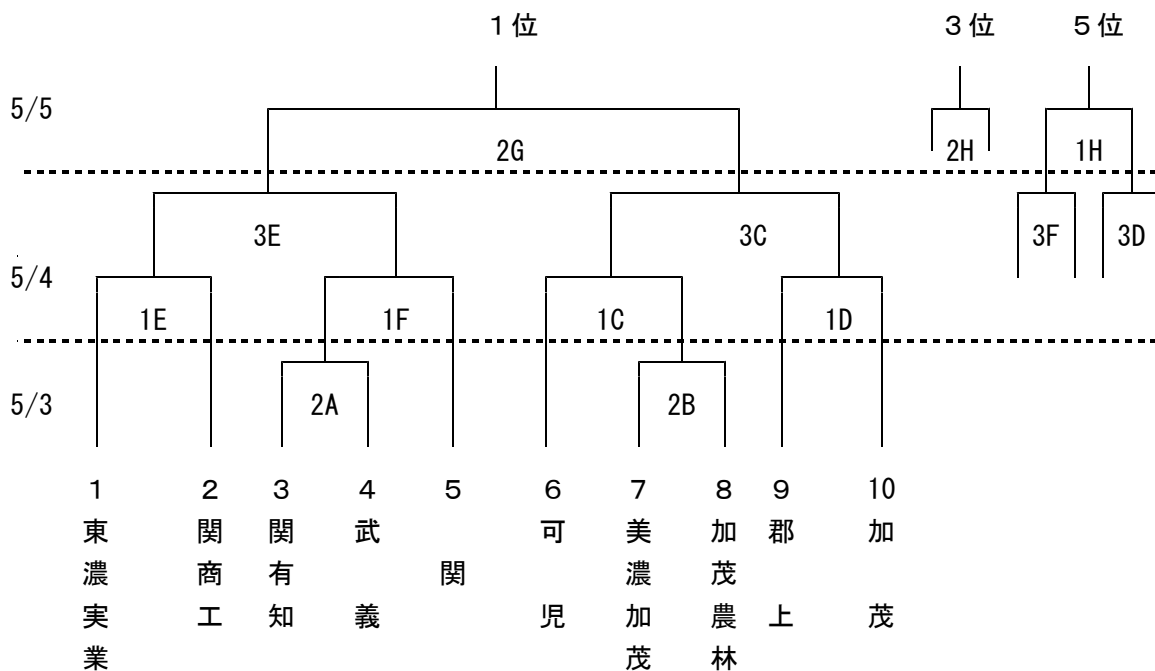 1位 3位 5位
5/5
2G 2H 1H
3E 3C 3F 3D
5/4
1E 1F 1C 1D
5/3 2A 2B
1 2 3 4 5 6 7 8 9 10
東濃実業
関商工
関有知
武義
関
可児
美濃加茂
加茂農林
郡上
加茂